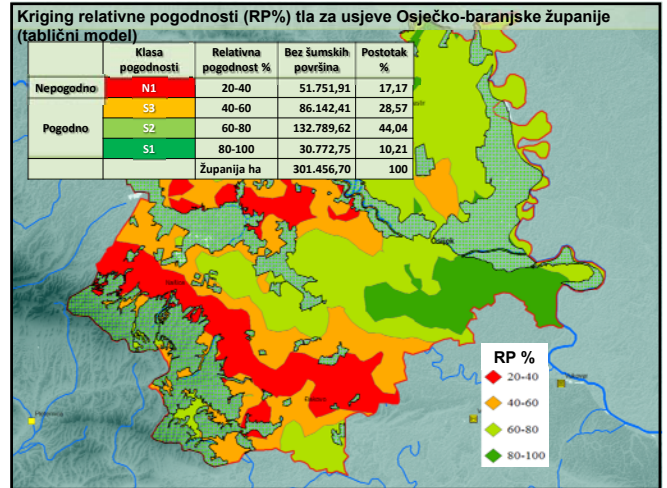 Kriging relativne pogodnosti (RP%) tla za usjeve Osječko-baranjske županije
(tablični model)
Klasa pogodnosti Relativna pogodnost % Bez šumskih površina Postotak %
Nepogodno N1 20-40 51.751,91 17,17
Pogodno S3 40-60 86.142,41 28,57
S2 60-80 132.789,62 44,04
S1 80-100 30.772,75 10,21
Županija ha 301.456,70 100
Osijek
Našice
Đakovo
RP %
20-40
40-60
60-80
80-100